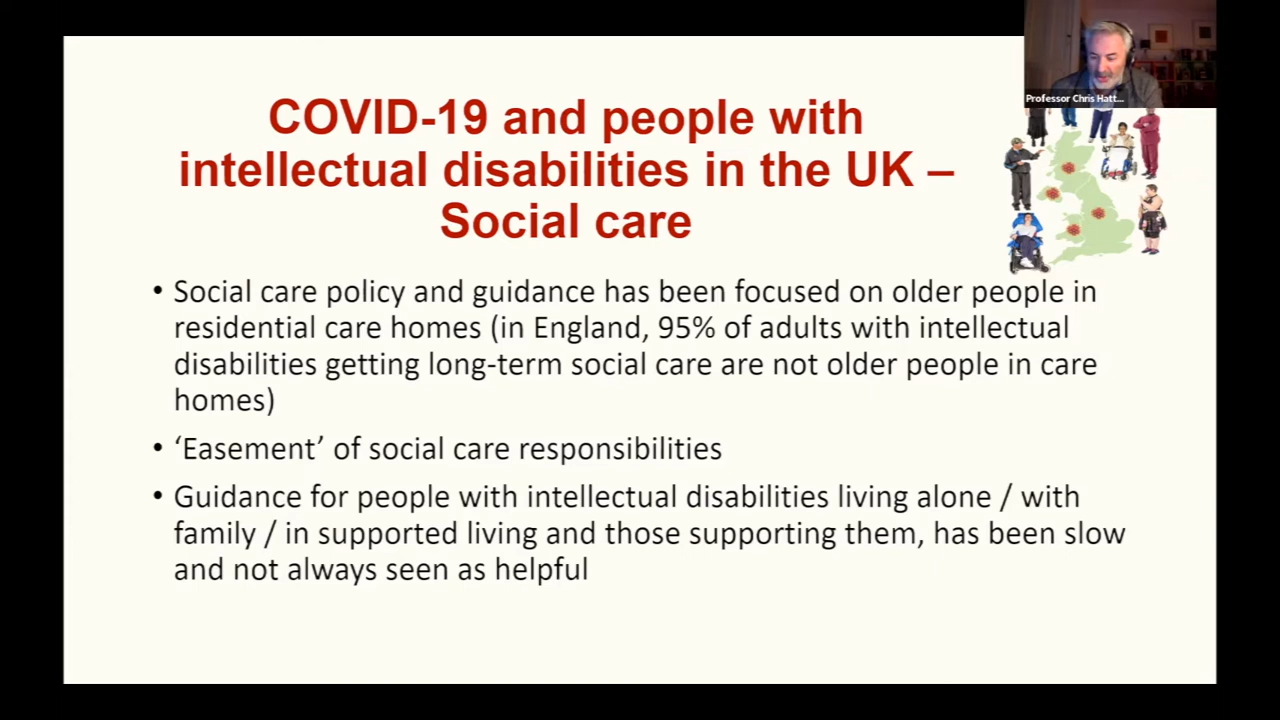 Professor Chris Hatt...
COVID-19 and people with
intellectual disabilities in the UK –
Social care
• Social care policy and guidance has been focused on older people in
residential care homes (in England, 95% of adults with intellectual
disabilities getting long-term social care are not older people in care
homes)
• ‘Easement’ of social care responsibilities
• Guidance for people with intellectual disabilities living alone / with
family / in supported living and those supporting them, has been slow
and not always seen as helpful